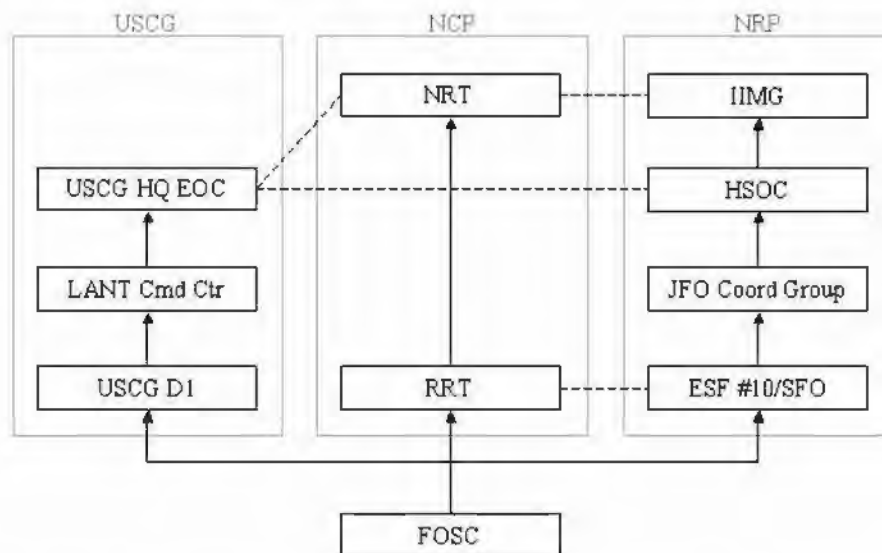 USCG NCP NRP
NRT IIMG
USCG HQ EOC HSOC
LANT Cmd Ctr JFO Coord Group
USCG D1 RRT ESF #10/SFO
FOSC